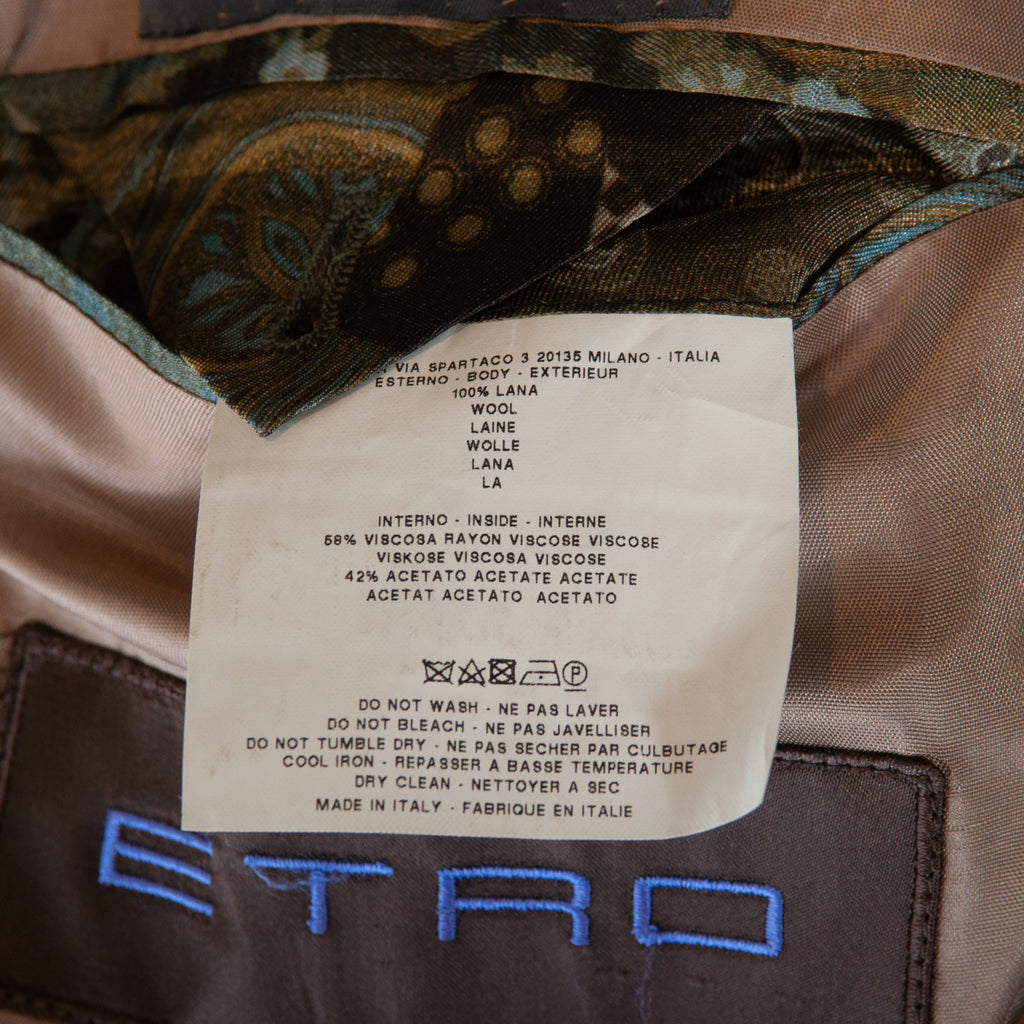 VIA SPARTACO 3 20135 MILANO - ITALIA
ESTERNO - BODY - EXTERIEUR
100% LANA
WOOL
LAINE
WOLLE
LANA
LA
INTERNO - INSIDE - INTERNE
58% VISCOSA RAYON VISCOSE VISCOSE
VISKOSE VISCOSA VISCOSE
42% ACETATO ACETATE ACETATE
ACETAT ACETATO ACETATO
P
DO NOT WASH - NE PAS LAVER
DO NOT BLEACH - NE PAS JAVELLISER
DO NOT TUMBLE DRY - NE PAS SECHER PAR CULBUTAGE
COOL IRON - REPASSER A BASSE TEMPERATURE
DRY CLEAN - NETTOYER A SEC
MADE IN ITALY - FABRIQUE EN ITALIE
ETRO